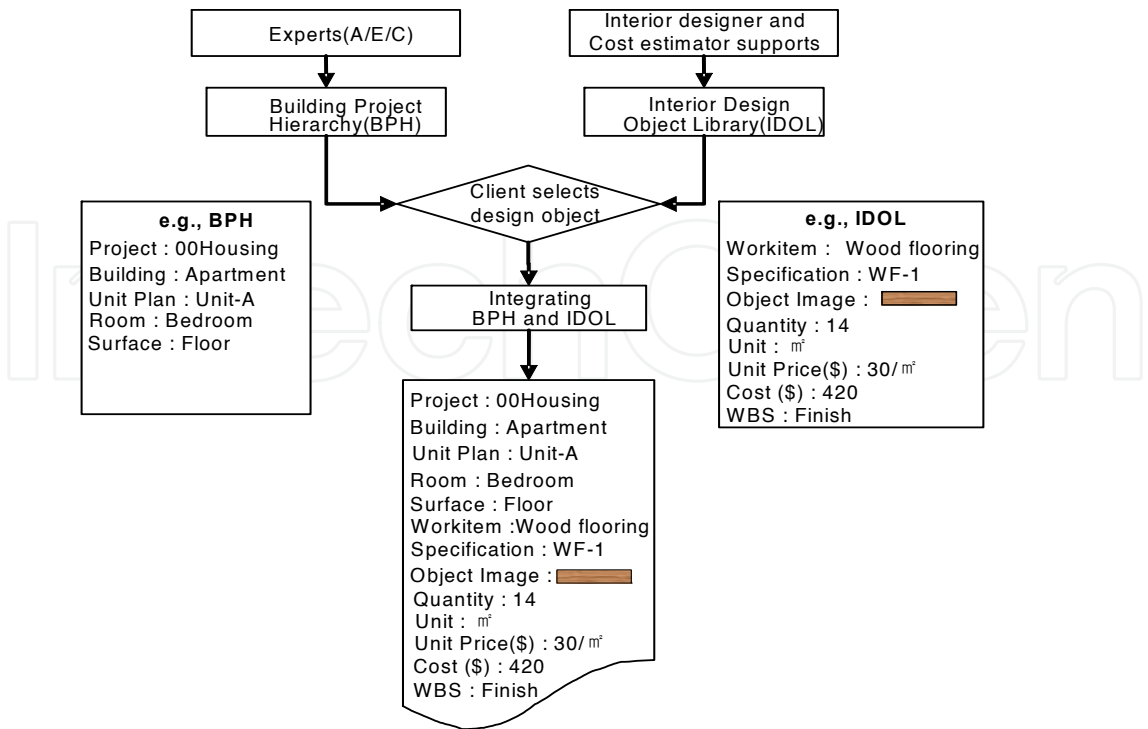 Experts(A/E/C)
Interior designer and
Cost estimator supports
Building Project
Hierarchy(BPH)
Interior Design
Object Library(IDOL)
Client selects
design object
e.g., BPH
Project : 00Housing
Building : Apartment
Unit Plan : Unit-A
Room : Bedroom
Surface : Floor
e.g., IDOL
Workitem : Wood flooring
Specification : WF-1
Object Image :
Quantity : 14
Unit : ㎡
Unit Price($) : 30/㎡
Cost ($) : 420
WBS : Finish
Integrating
BPH and IDOL
Project : 00Housing
Building : Apartment
Unit Plan : Unit-A
Room : Bedroom
Surface : Floor
Workitem :Wood flooring
Specification : WF-1
Object Image :
Quantity : 14
Unit : ㎡
Unit Price($) : 30/㎡
Cost ($) : 420
WBS : Finish
IntechOpen